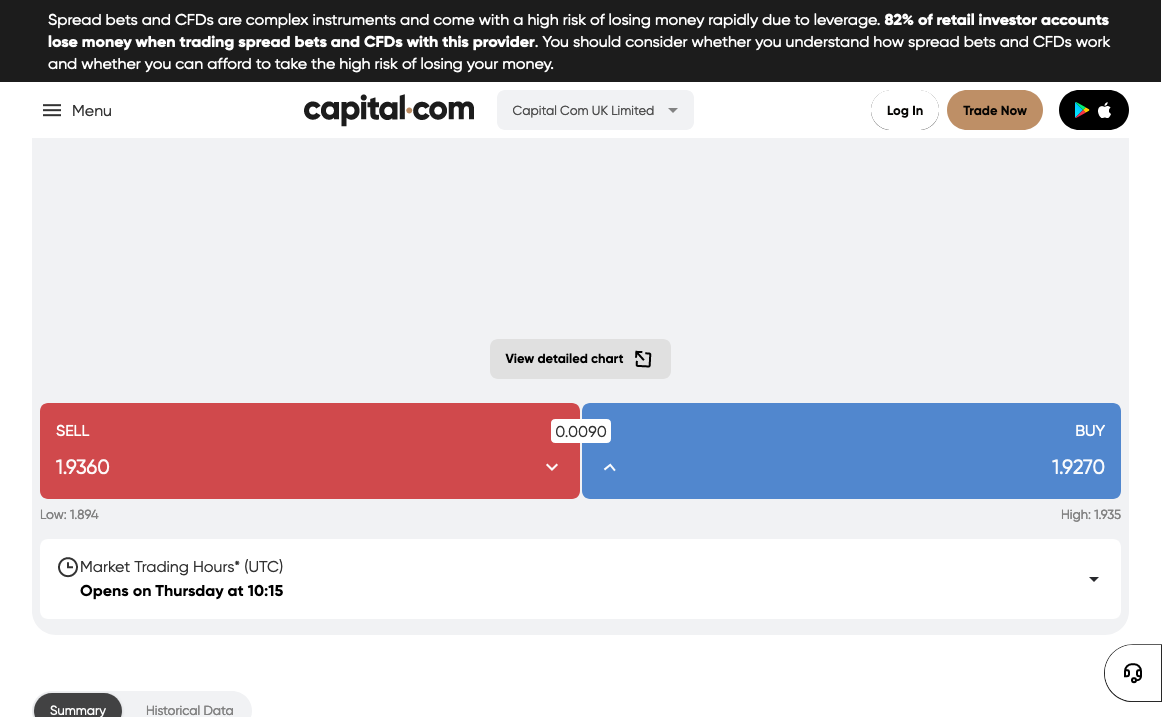 Spread bets and CFDs are complex instruments and come with a high risk of losing money rapidly due to leverage. 82% of retail investor accounts
lose money when trading spread bets and CFDs with this provider. You should consider whether you understand how spread bets and CFDs work
and whether you can afford to take the high risk of losing your money.
Menu
capital.com
Capital Com UK Limited
Log In
Trade Now
View detailed chart
SELL
0.0090
BUY
1.9360
1.9270
Low: 1.894
High: 1.935
Market Trading Hours* (UTC)
Opens on Thursday at 10:15
Summary
Historical Data